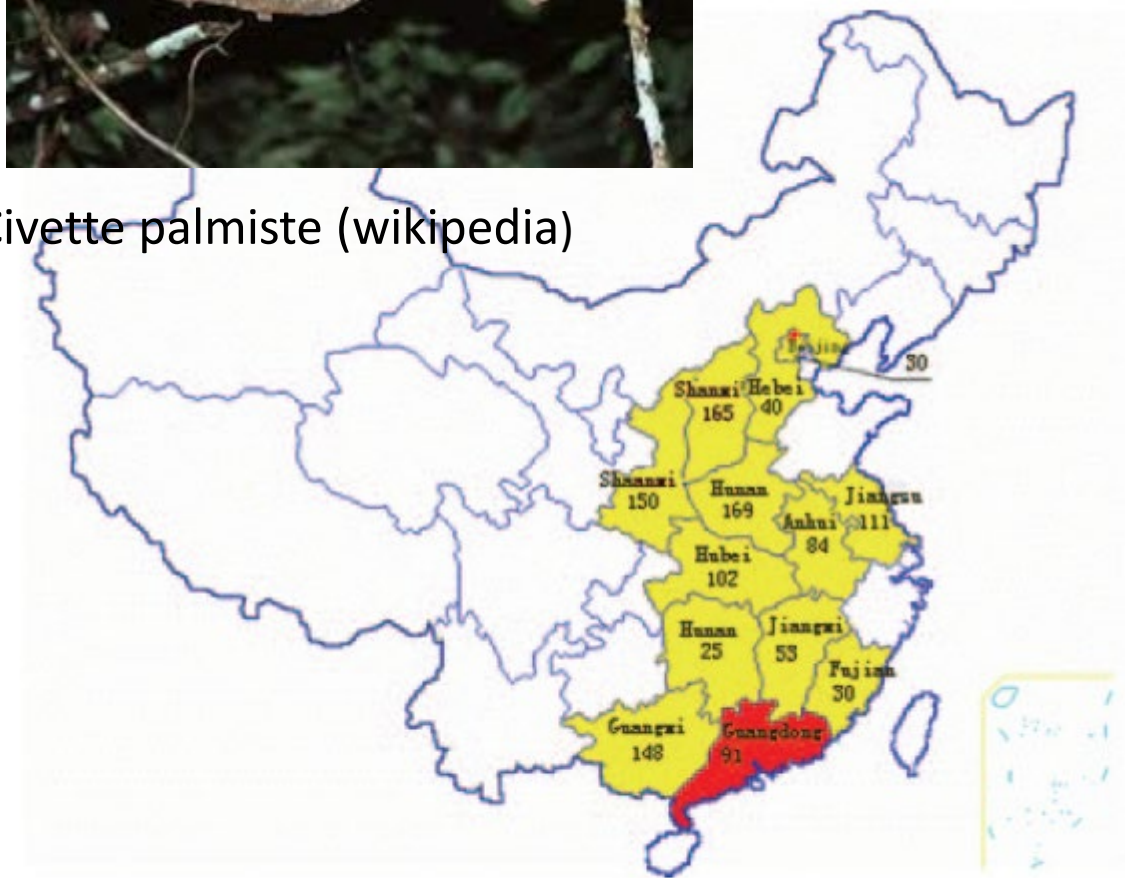 Civette palmiste (wikipedia)
Beijing
30
Shanxi
165
Hebei
40
Shaanxi
150
Hunan
169
Jiangsu
111
Anhui
84
Hubei
102
Hunan
25
Jiangxi
53
Fujian
30
Guangxi
148
Guangdong
91